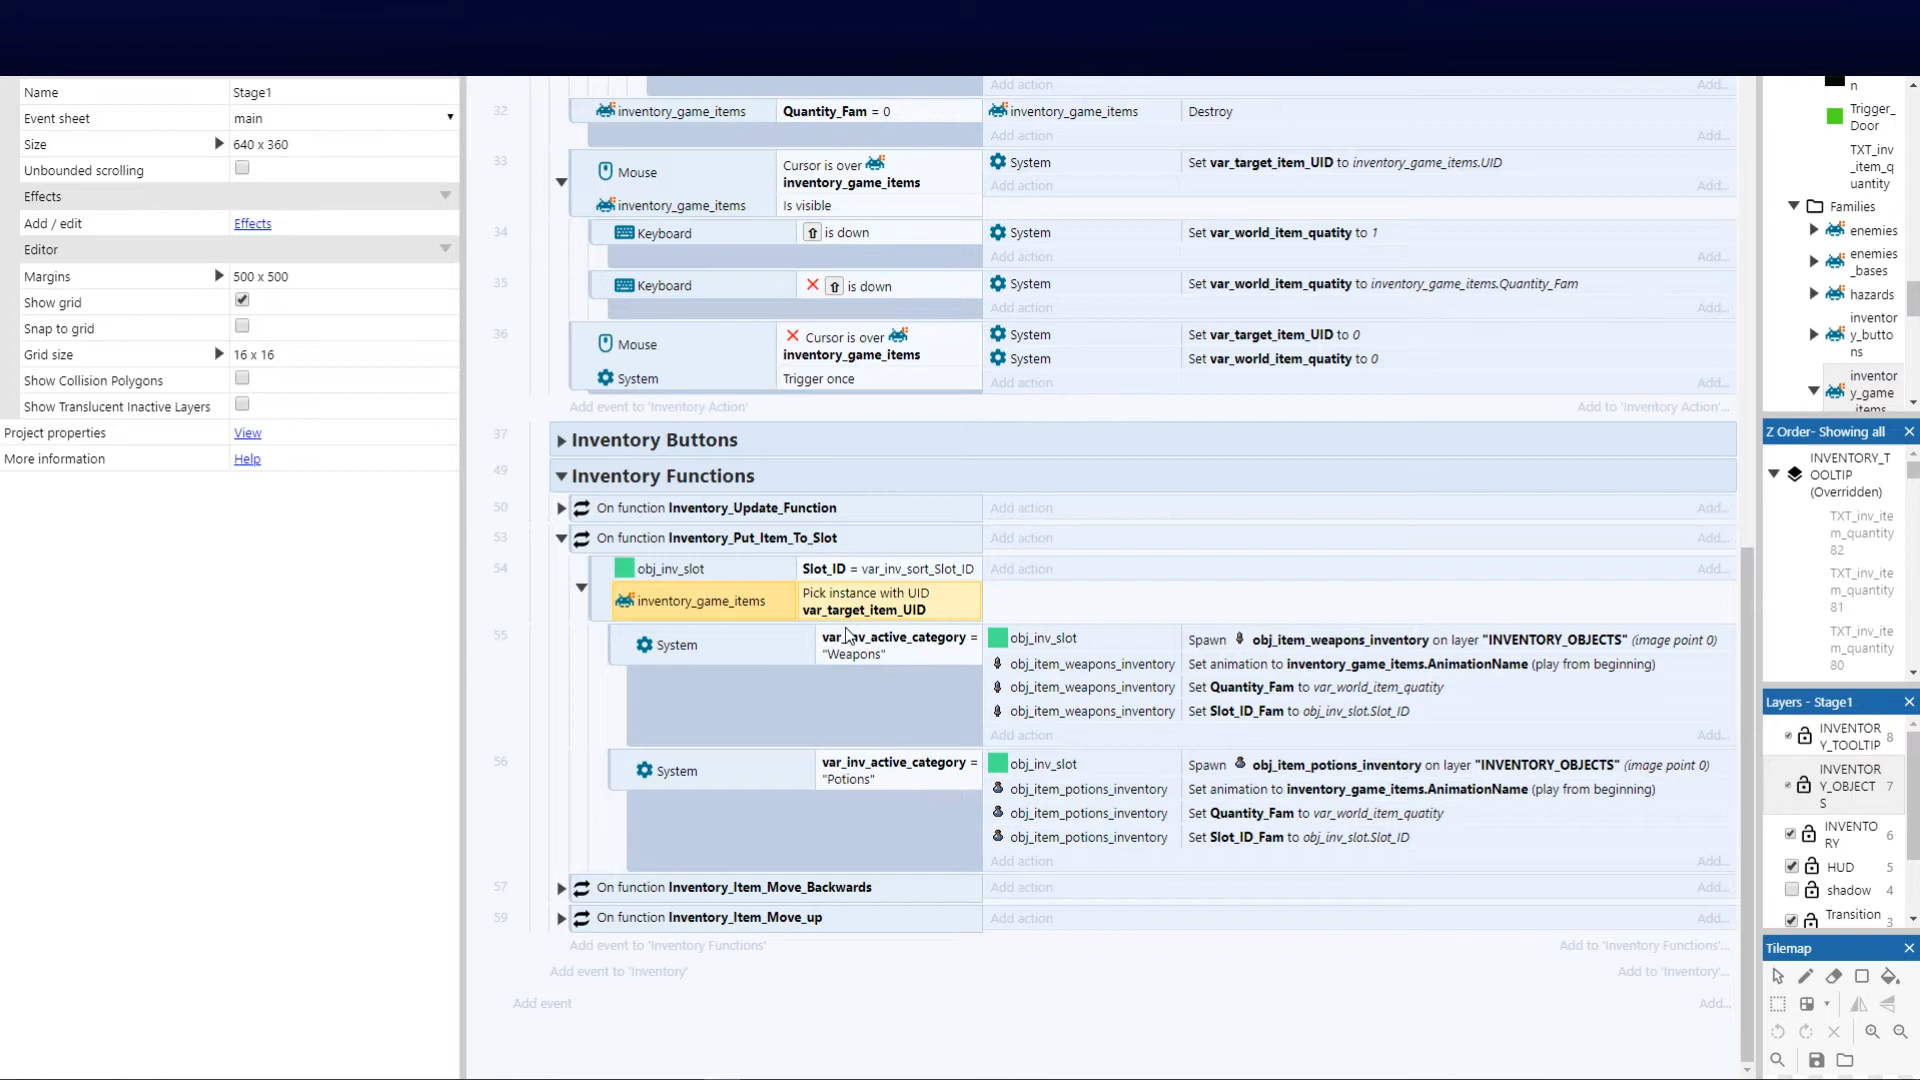 Name Stage1
Event sheet main
Size 640 x 360
Unbounded scrolling
Effects
Add / edit Effects
Editor
Margins 500 x 500
Show grid
Snap to grid
Grid size 16 x 16
Show Collision Polygons
Show Translucent Inactive Layers
Project properties View
More information Help
Add action Add...
32 inventory_game_items Quantity_Fam = 0 inventory_game_items Destroy
Add action Add...
33 Mouse Cursor is over inventory_game_items System Set var_target_item_UID to inventory_game_items.UID
Add action Add...
inventory_game_items Is visible
34 Keyboard is down System Set var_world_item_quatity to 1
Add action Add...
35 Keyboard is down System Set var_world_item_quatity to inventory_game_items.Quantity_Fam
Add action Add...
36 Mouse Cursor is over inventory_game_items System Set var_target_item_UID to 0
System Set var_world_item_quatity to 0
System Trigger once Add action Add...
Add event to 'Inventory Action' Add to 'Inventory Action'...
37 Inventory Buttons
49 Inventory Functions
50 On function Inventory_Update_Function Add action Add...
53 On function Inventory_Put_Item_To_Slot Add action Add...
54 obj_inv_slot Slot_ID = var_inv_sort_Slot_ID Add action Add...
inventory_game_items Pick instance with UID
var_target_item_UID
55 System var_inv_active_category = "Weapons" obj_inv_slot Spawn obj_item_weapons_inventory on layer "INVENTORY_OBJECTS" (image point 0)
obj_item_weapons_inventory Set animation to inventory_game_items.AnimationName (play from beginning)
obj_item_weapons_inventory Set Quantity_Fam to var_world_item_quatity
obj_item_weapons_inventory Set Slot_ID_Fam to obj_inv_slot.Slot_ID
Add action Add...
56 System var_inv_active_category = "Potions" obj_inv_slot Spawn obj_item_potions_inventory on layer "INVENTORY_OBJECTS" (image point 0)
obj_item_potions_inventory Set animation to inventory_game_items.AnimationName (play from beginning)
obj_item_potions_inventory Set Quantity_Fam to var_world_item_quatity
obj_item_potions_inventory Set Slot_ID_Fam to obj_inv_slot.Slot_ID
Add action Add...
57 On function Inventory_Item_Move_Backwards Add action Add...
59 On function Inventory_Item_Move_up Add action Add...
Add event to 'Inventory Functions' Add to 'Inventory Functions'...
Add event to 'Inventory' Add to 'Inventory'...
Add event Add...
n
Trigger_
Door
TXT_inv
_item_q
uantity
Families
enemies
enemies
_bases
hazards
inventor
y_butto
ns
inventor
y_game
_items
Z Order- Showing all
INVENTORY_T
OOLTIP
(Overridden)
TXT_inv_ite
m_quantity
82
TXT_inv_ite
m_quantity
81
TXT_inv_ite
m_quantity
80
Layers - Stage1
INVENTOR
Y_TOOLTIP 8
INVENTOR
Y_OBJECT 7
S
INVENTO
RY 6
HUD 5
shadow 4
Transition 3
Tilemap